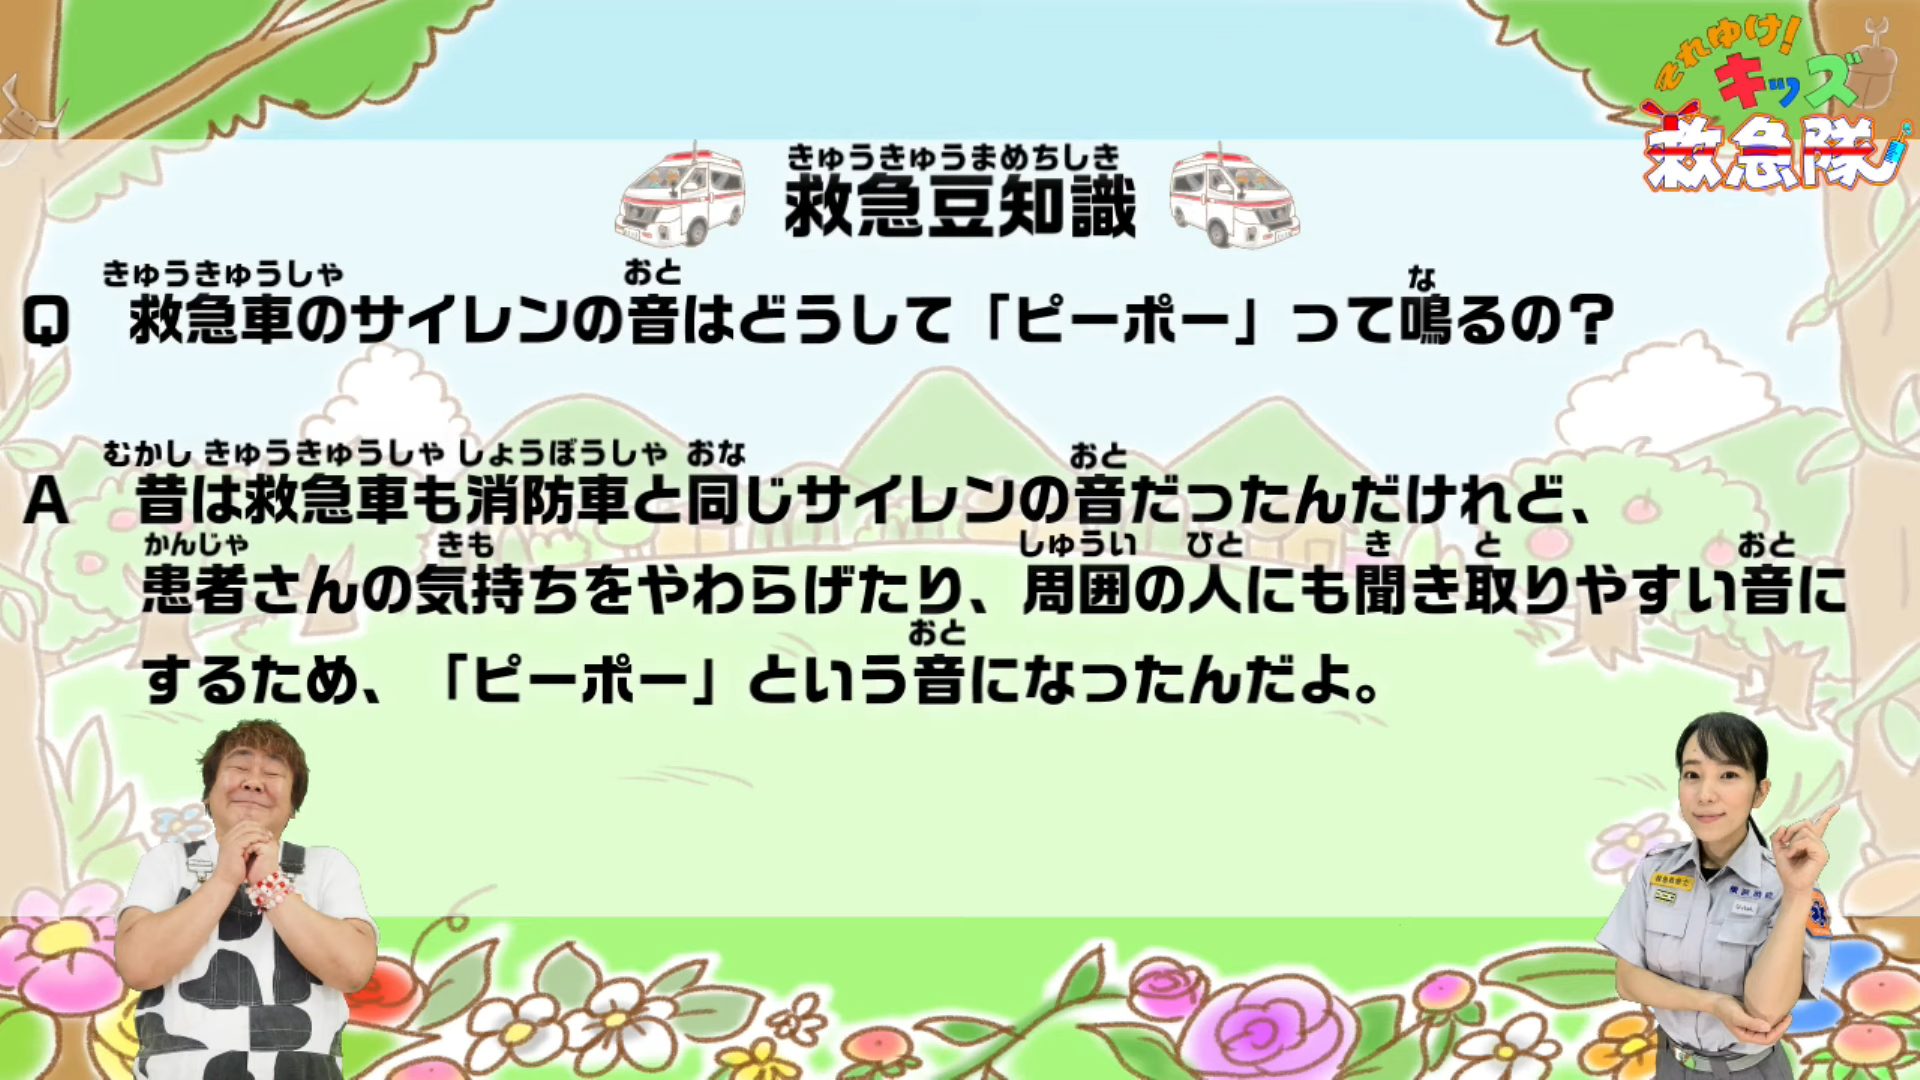 それゆけ!
キッズ
救急隊
きゅうきゅうまめちしき
救急豆知識
きゅうきゅうしゃ おと な
Q 救急車のサイレンの音はどうして「ピーポー」って鳴るの？
むかし きゅうきゅうしゃ しょうぼうしゃ おな おと
A 昔は救急車も消防車と同じサイレンの音だったんだけれど、
かんじゃ きも しゅうい ひと き と おと
患者さんの気持ちをやわらげたり、周囲の人にも聞き取りやすい音に
おと
するため、「ピーポー」という音になったんだよ。
救急救命士